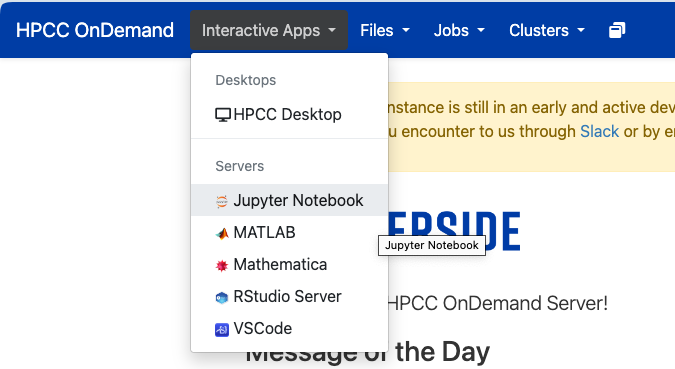 HPCC OnDemand Interactive Apps Files Jobs Clusters
Desktops
HPCC Desktop
Servers
Jupyter Notebook
MATLAB
Mathematica
RStudio Server
VSCode
nstance is still in an early and active dev
u encounter to us through Slack or by e
ERSIDE
Jupyter Notebook
HPCC OnDemand Server!
Message of the Day